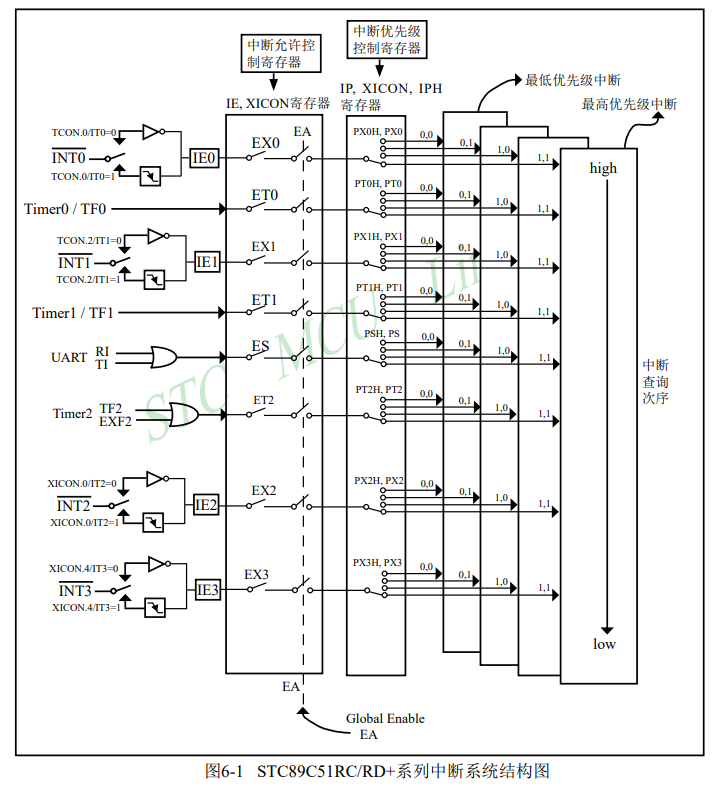 中断允许控
制寄存器
中断优先级
控制寄存器
最低优先级中断
最高优先级中断
IE, XICON寄存器
IP, XICON, IPH
寄存器
EA
TCON.0/IT0=0
INT0
TCON.0/IT0=1
IE0
EX0
PX0H, PX0
0,0
0,1
1,0
1,1
high
Timer0 / TF0
ET0
PT0H, PT0
0,0
0,1
1,0
1,1
TCON.2/IT1=0
INT1
TCON.2/IT1=1
IE1
EX1
PX1H, PX1
0,0
0,1
1,0
1,1
Timer1 / TF1
ET1
PT1H, PT1
0,0
0,1
1,0
1,1
UART RI
TI
ES
PSH, PS
0,0
0,1
1,0
1,1
中断
查询
次序
Timer2 TF2
EXF2
ET2
PT2H, PT2
0,0
0,1
1,0
1,1
XICON.0/IT2=0
INT2
XICON.0/IT2=1
IE2
EX2
PX2H, PX2
0,0
0,1
1,0
1,1
XICON.4/IT3=0
INT3
XICON.4/IT3=1
IE3
EX3
PX3H, PX3
0,0
0,1
1,0
1,1
low
EA
Global Enable
EA
STC MCU
图6-1 STC89C51RC/RD+系列中断系统结构图